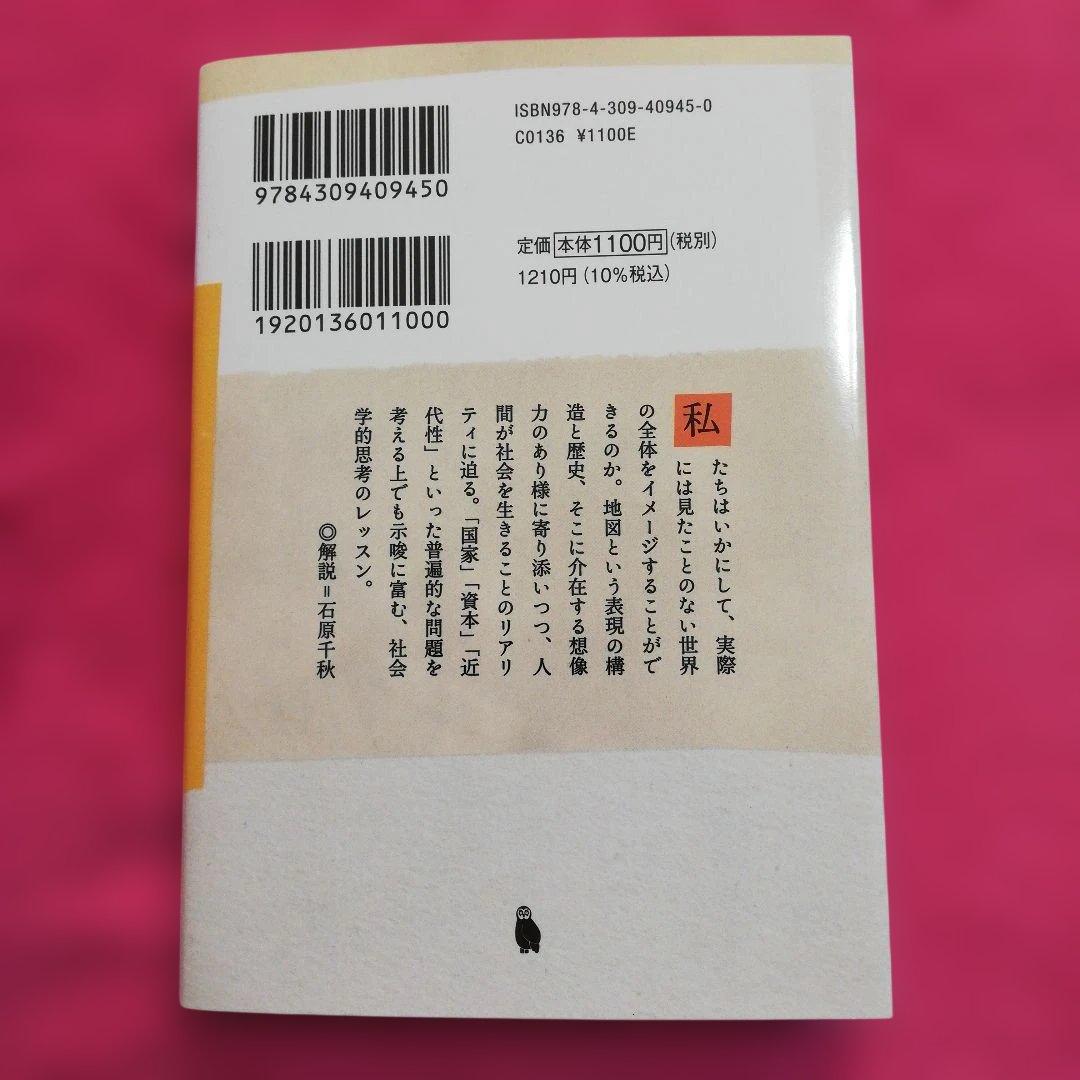 ISBN978-4-309-40945-0
C0136 ¥1100E
9784309409450
定価 本体1100円 (税別)
1210円 (10%税込)
1920136011000
私たちはいかにして、実際
には見たことのない世界
の全体をイメージすることがで
きるのか。地図という表現の構
造と歴史、そこに介在する想像
力のあり様に寄り添いつつ、人
間が社会を生きることのリアリ
ティに迫る。「国家」「資本」「近
代性」といった普遍的な問題を
考える上でも示唆に富む、社会
学的思考のレッスン。
◎解説＝石原千秋